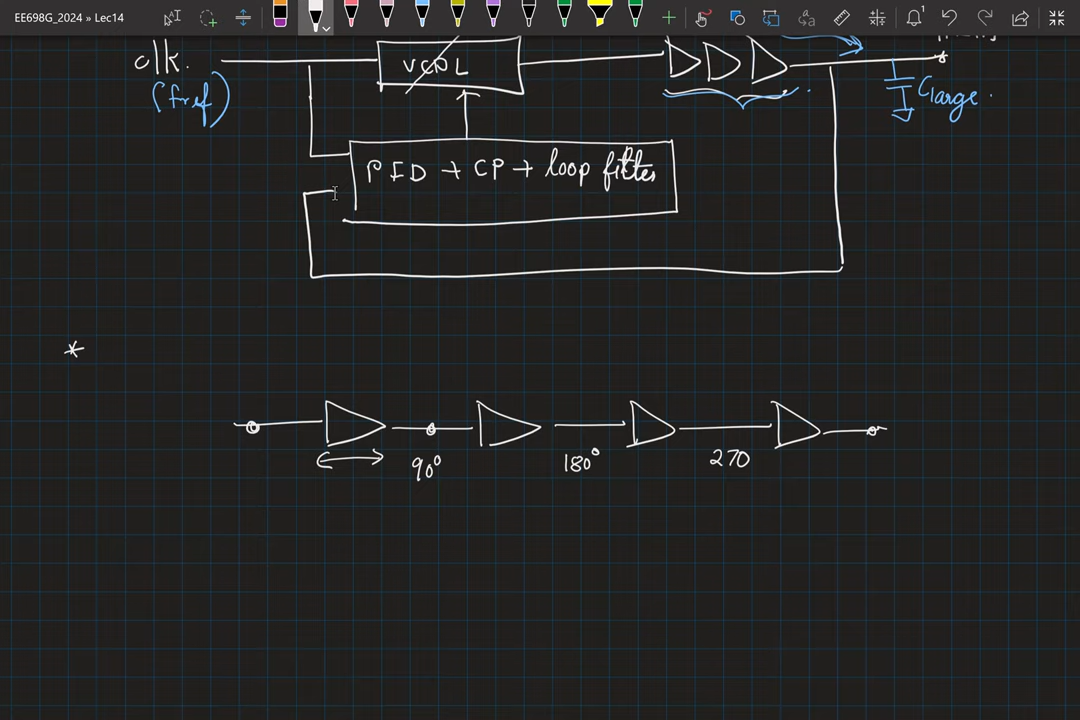 EE698G_2024 » Lec14
clk.
VCDL
(fref)
Clarge.
PFD + CP + loop filter
*
90° 180° 270